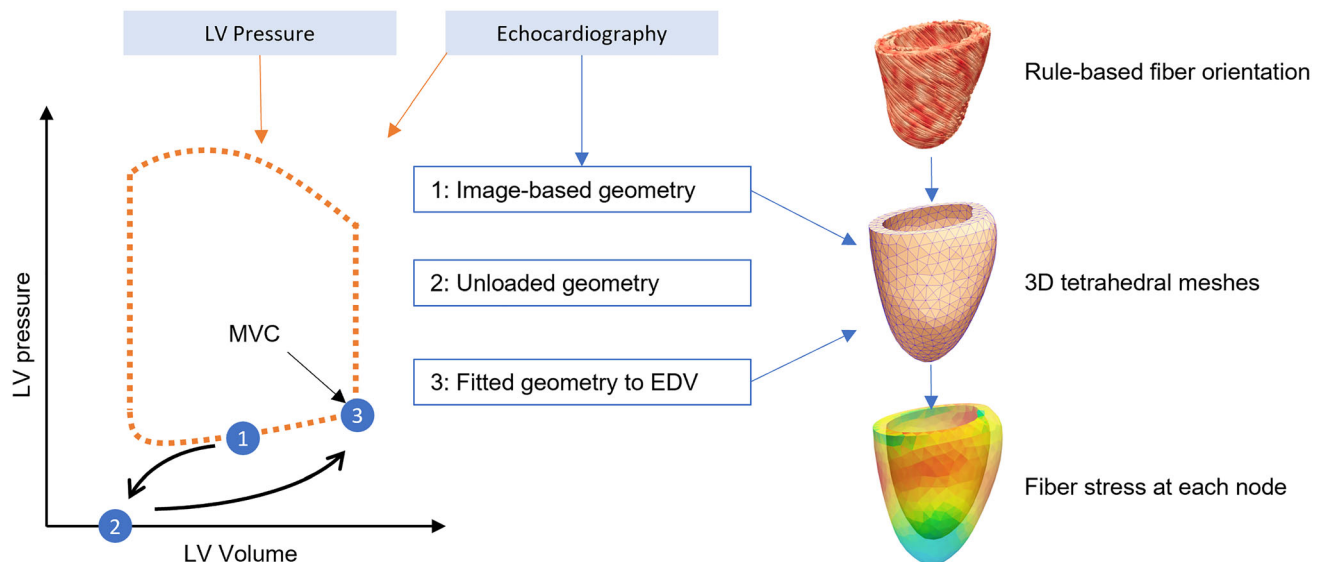 LV Pressure
Echocardiography
Rule-based fiber orientation
1: Image-based geometry
2: Unloaded geometry
3D tetrahedral meshes
MVC
3: Fitted geometry to EDV
LV pressure
3
1
2
Fiber stress at each node
LV Volume